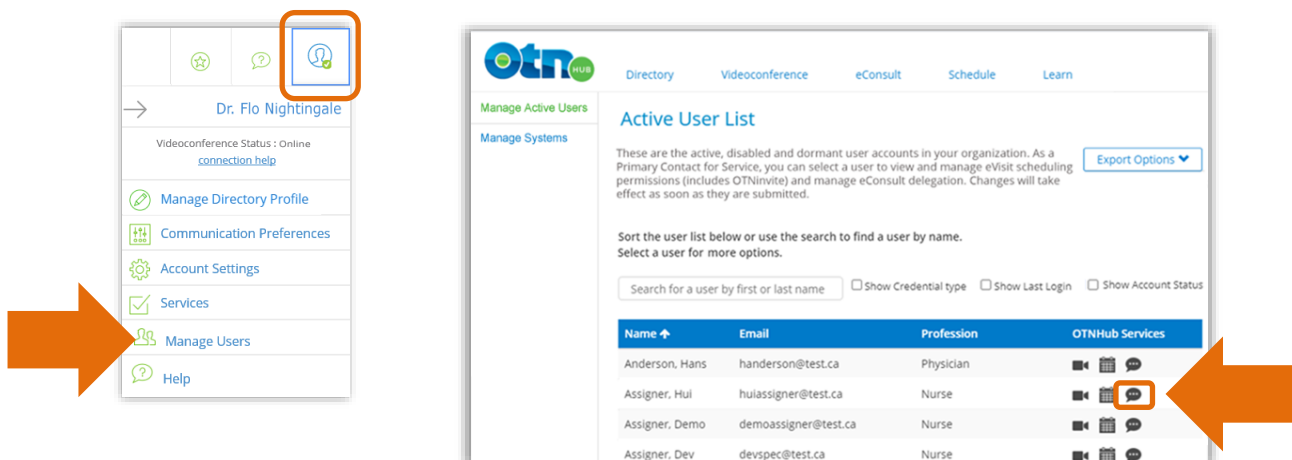 Dr. Flo Nightingale
Videoconference Status : Online
connection help
Manage Directory Profile
Communication Preferences
Account Settings
Services
Manage Users
Help
otn HUB
Directory Videoconference eConsult Schedule Learn
Manage Active Users
Manage Systems
Active User List
These are the active, disabled and dormant user accounts in your organization. As a
Primary Contact for Service, you can select a user to view and manage eVisit scheduling
permissions (includes OTNinvite) and manage eConsult delegation. Changes will take
effect as soon as they are submitted.
Export Options
Sort the user list below or use the search to find a user by name.
Select a user for more options.
Search for a user by first or last name Show Credential type Show Last Login Show Account Status
Name Email Profession OTNHub Services
Anderson, Hans handerson@test.ca Physician
Assigner, Hui huiassigner@test.ca Nurse
Assigner, Demo demoassigner@test.ca Nurse
Assigner, Dev devspec@test.ca Nurse